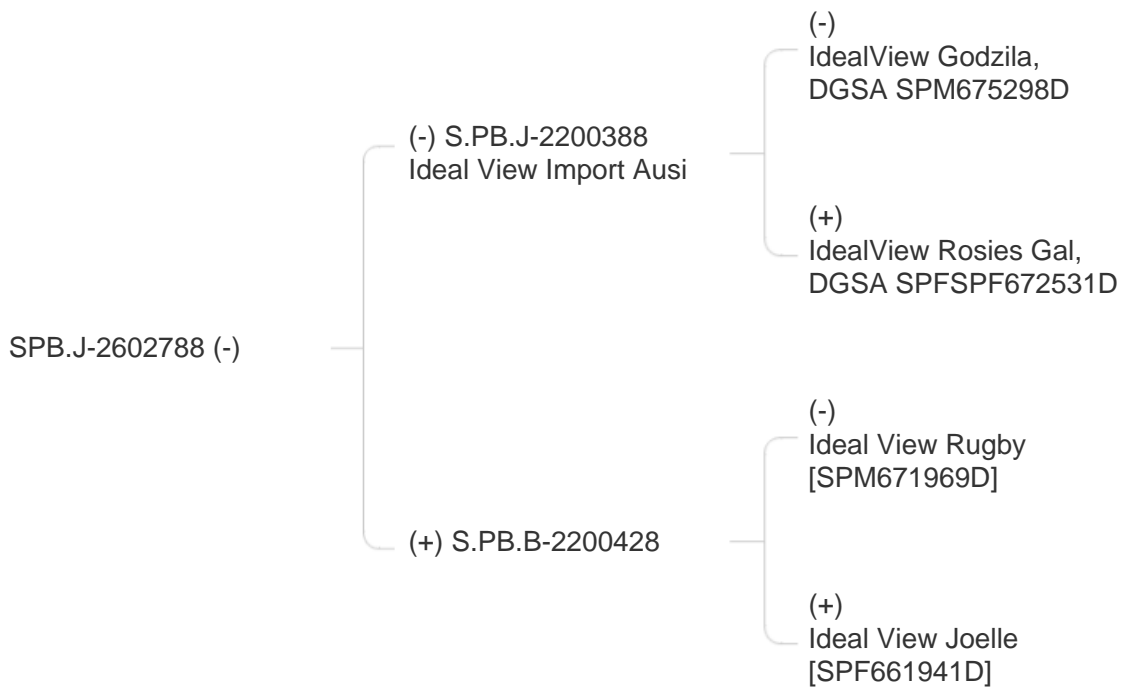 (-)
IdealView Godzila,
DGSA SPM675298D
(-) S.PB.J-2200388
Ideal View Import Ausi
(+)
IdealView Rosies Gal,
DGSA SPFSPF672531D
SPB.J-2602788 (-)
(-)
Ideal View Rugby
[SPM671969D]
(+) S.PB.B-2200428
(+)
Ideal View Joelle
[SPF661941D]